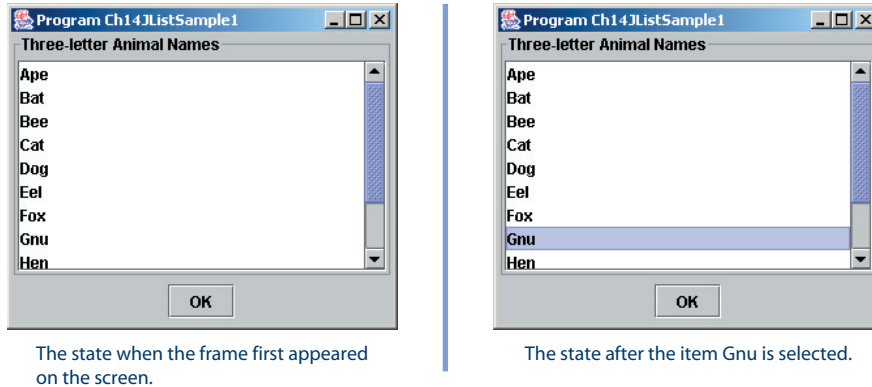 Program Ch14JListSample1
Three-letter Animal Names
Ape
Bat
Bee
Cat
Dog
Eel
Fox
Gnu
Hen
OK
The state when the frame first appeared
on the screen.
Program Ch14JListSample1
Three-letter Animal Names
Ape
Bat
Bee
Cat
Dog
Eel
Fox
Gnu
Hen
OK
The state after the item Gnu is selected.